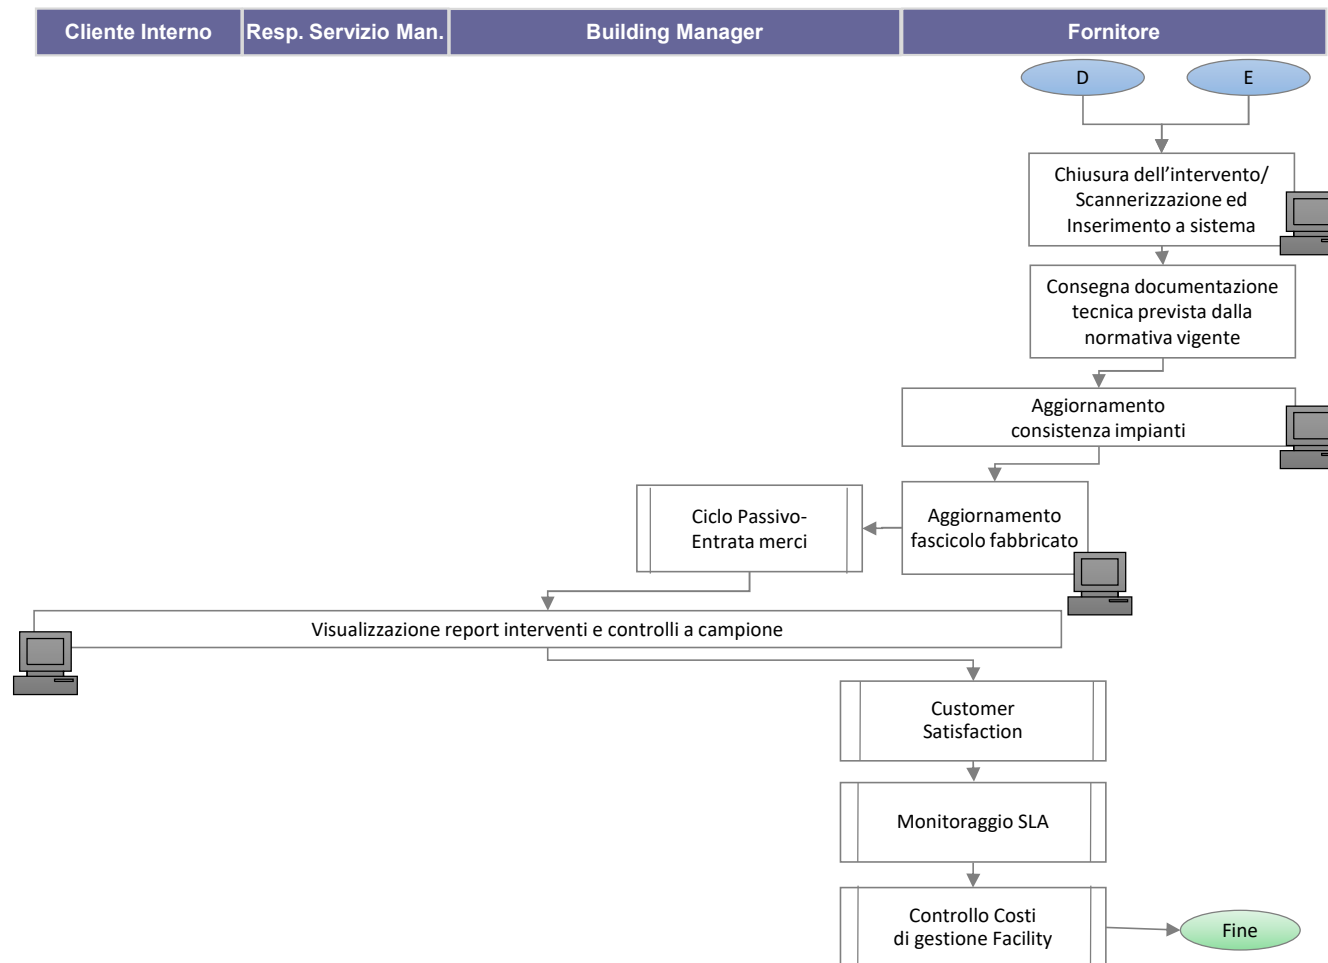 Cliente Interno
Resp. Servizio Man.
Building Manager
Fornitore
D
E
Chiusura dell’intervento/
Scannerizzazione ed
Inserimento a sistema
Consegna documentazione
tecnica prevista dalla
normativa vigente
Aggiornamento
consistenza impianti
Ciclo Passivo-
Entrata merci
Aggiornamento
fascicolo fabbricato
Visualizzazione report interventi e controlli a campione
Customer
Satisfaction
Monitoraggio SLA
Controllo Costi
di gestione Facility
Fine